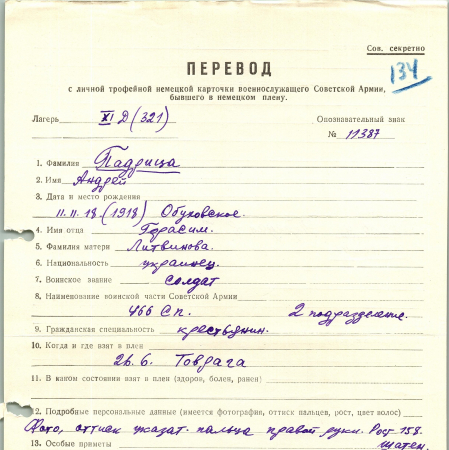 Сов. секретно
134
ПЕРЕВОД
с личной трофейной немецкой карточки военнослужащего Советской Армии,
бывшего в немецком плену.
Лагерь XI Д (321) Опознавательный знак
№ 11387
1. Фамилия Падрица
2. Имя Андрей
3. Дата и место рождения
11.11.18 (1918) Обуховское.
4. Имя отца Герасим.
5. Фамилия матери Литвинова.
6. Национальность украинец.
7. Воинское звание солдат
8. Наименование воинской части Советской Армии
466 СП. 2 подразделение.
9. Гражданская специальность крестьянин.
10. Когда и где взят в плен
26.6. Товрага
11. В каком состоянии взят в плен (здоров, болен, ранен)
2. Подробные персональные данные (имеется фотография, оттиск пальцев, рост, цвет волос)
Фото, оттиск указат. пальца правой руки. Рост 158.
13. Особые приметы шатен.